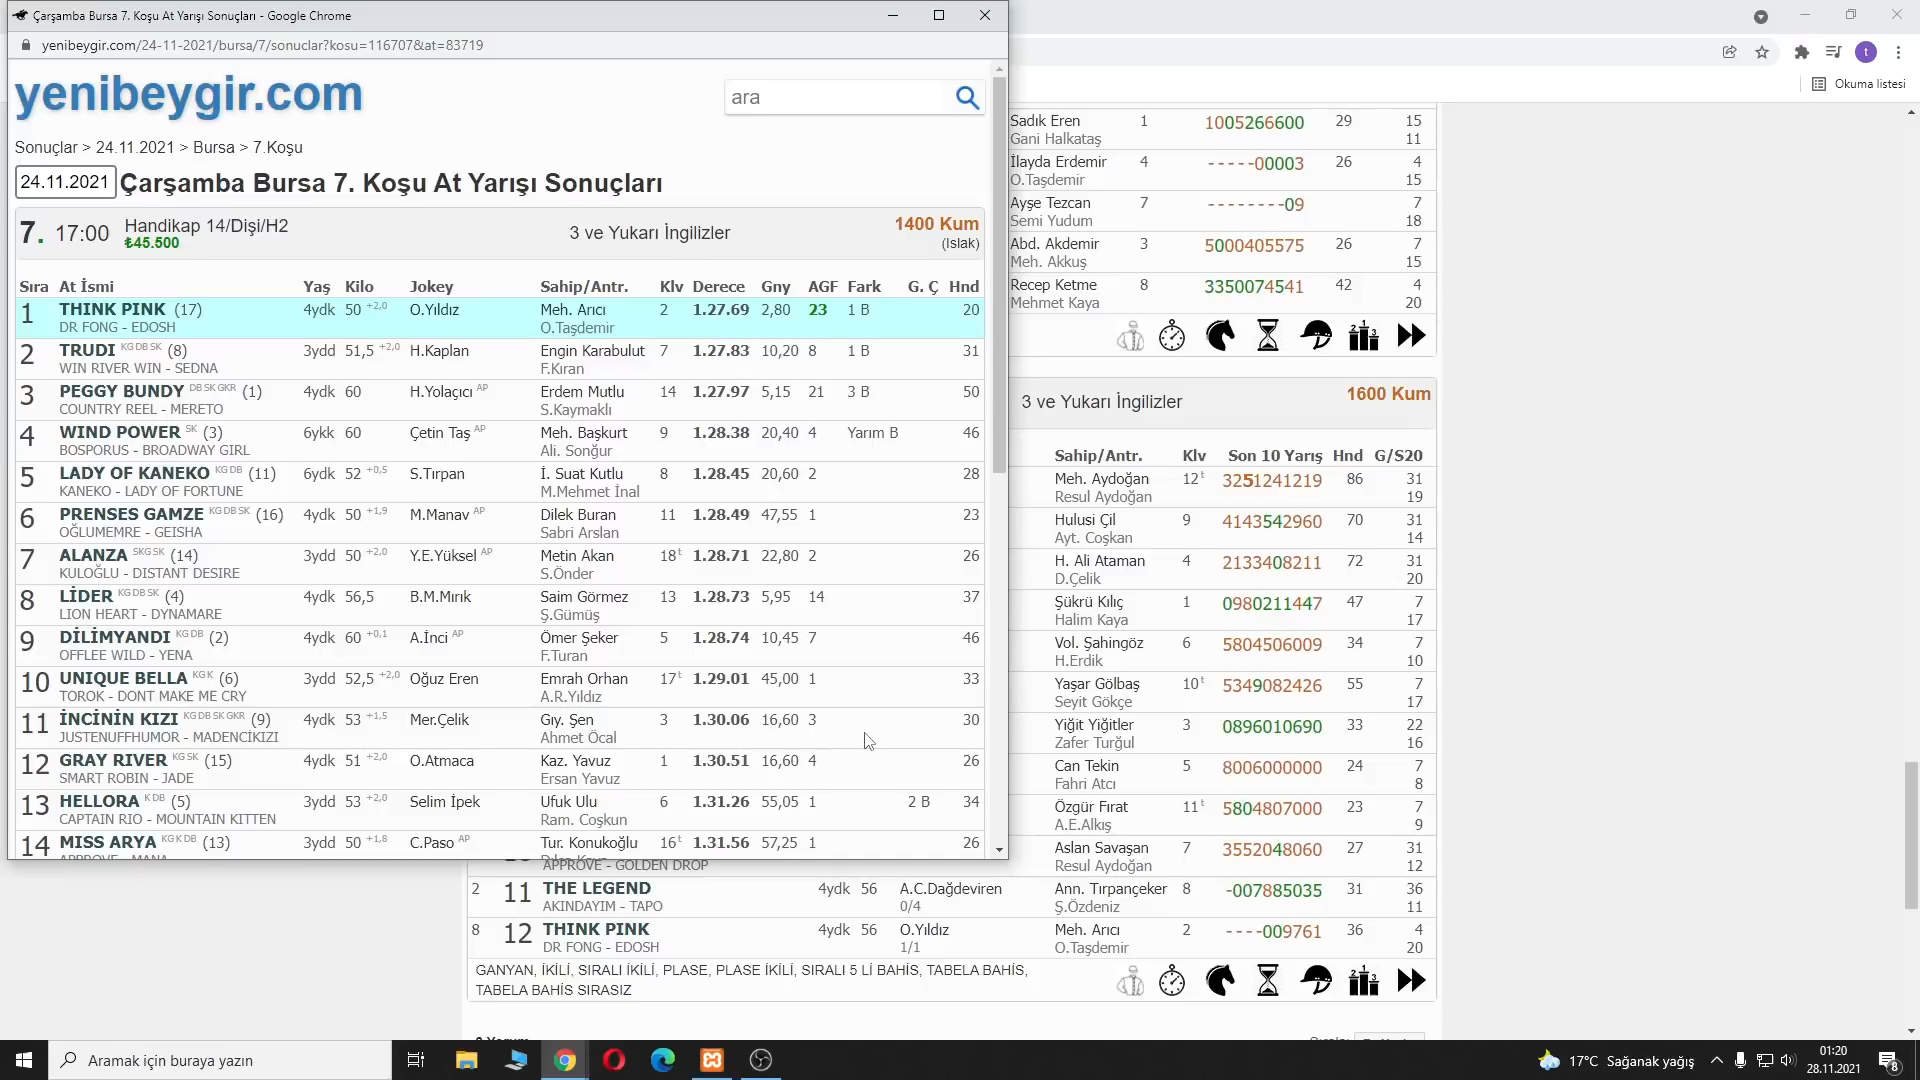 Çarşamba Bursa 7. Koşu At Yarışı Sonuçları - Google Chrome
yenibeygir.com/24-11-2021/bursa/7/sonuclar?kosu=116707&at=83719
yenibeygir.com
ara
Sonuçlar > 24.11.2021 > Bursa > 7.Koşu
24.11.2021 Çarşamba Bursa 7. Koşu At Yarışı Sonuçları
7. 17:00 Handikap 14/Dişi/H2 3 ve Yukarı İngilizler 1400 Kum
₺45.500 (Islak)
Sıra At İsmi Yaş Kilo Jokey Sahip/Antr. Klv Derece Gny AGF Fark G. Ç Hnd
1 THINK PINK (17) 4ydk 50 +2,0 O.Yıldız Meh. Arıcı 2 1.27.69 2,80 23 1 B 20
DR FONG - EDOSH O.Taşdemir
2 TRUDI KG DB SK (8) 3ydd 51,5 +2,0 H.Kaplan Engin Karabulut 7 1.27.83 10,20 8 1 B 31
WIN RIVER WIN - SEDNA F.Kıran
3 PEGGY BUNDY DB SK GKR (1) 4ydk 60 H.Yolaçıcı AP Erdem Mutlu 14 1.27.97 5,15 21 3 B 50
COUNTRY REEL - MERETO S.Kaymaklı
4 WIND POWER SK (3) 6ykk 60 Çetin Taş AP Meh. Başkurt 9 1.28.38 20,40 4 Yarım B 46
BOSPORUS - BROADWAY GIRL Ali. Sonğur
5 LADY OF KANEKO KG DB (11) 6ydk 52 +0,5 S.Tırpan İ. Suat Kutlu 8 1.28.45 20,60 2 28
KANEKO - LADY OF FORTUNE M.Mehmet İnal
6 PRENSES GAMZE KG DB SK (16) 4ydk 50 +1,9 M.Manav AP Dilek Buran 11 1.28.49 47,55 1 23
OĞLUMEMRE - GEISHA Sabri Arslan
7 ALANZA SKG SK (14) 3ydd 50 +2,0 Y.E.Yüksel AP Metin Akan 18 t 1.28.71 22,80 2 26
KULOĞLU - DISTANT DESIRE S.Önder
8 LİDER KG DB SK (4) 4ydk 56,5 B.M.Mırık Saim Görmez 13 1.28.73 5,95 14 37
LION HEART - DYNAMARE Ş.Gümüş
9 DİLİMYANDI KG DB (2) 4ydk 60 +0,1 A.İnci AP Ömer Şeker 5 1.28.74 10,45 7 46
OFFLEE WILD - YENA F.Turan
10 UNIQUE BELLA KG K (6) 3ydd 52,5 +2,0 Oğuz Eren Emrah Orhan 17 t 1.29.01 45,00 1 33
TOROK - DONT MAKE ME CRY A.R.Yıldız
11 İNCİNİN KIZI KG DB SK GKR (9) 4ydk 53 +1,5 Mer.Çelik Gıy. Şen 3 1.30.06 16,60 3 30
JUSTENUFFHUMOR - MADENCİKIZI Ahmet Öcal
12 GRAY RIVER KG SK (15) 4ydk 51 +2,0 O.Atmaca Kaz. Yavuz 1 1.30.51 16,60 4 26
SMART ROBIN - JADE Ersan Yavuz
13 HELLORA K DB (5) 3ydd 53 +2,0 Selim İpek Ufuk Ulu 6 1.31.26 55,05 1 2 B 34
CAPTAIN RIO - MOUNTAIN KITTEN Ram. Coşkun
14 MISS ARYA KG K DB (13) 3ydd 50 +1,8 C.Paso AP Tur. Konukoğlu 16 t 1.31.56 57,25 1 26
t
Okuma listesi
Sadık Eren 1 1005266600 29 15
Gani Halkataş 11
İlayda Erdemir 4 -----00003 26 4
O.Taşdemir 15
Ayşe Tezcan 7 --------09 7
Semi Yudum 18
Abd. Akdemir 3 5000405575 26 7
Meh. Akkuş 15
Recep Ketme 8 3350074541 42 4
Mehmet Kaya 20
3 ve Yukarı İngilizler 1600 Kum
Sahip/Antr. Klv Son 10 Yarış Hnd G/S20
Meh. Aydoğan 12 t 3251241219 86 31
Resul Aydoğan 19
Hulusi Çil 9 4143542960 70 31
Ayt. Coşkan 14
H. Ali Ataman 4 2133408211 72 31
D.Çelik 20
Şükrü Kılıç 1 0980211447 47 7
Halim Kaya 17
Vol. Şahingöz 6 5804506009 34 7
H.Erdik 10
Yaşar Gölbaş 10 t 5349082426 55 7
Seyit Gökçe 17
Yiğit Yiğitler 3 0896010690 33 22
Zafer Turğul 16
Can Tekin 5 8006000000 24 7
Fahri Atcı 8
Özgür Fırat 11 t 5804807000 23 7
A.E.Alkış 9
Aslan Savaşan 7 3552048060 27 31
APPROVE - GOLDEN DROP Resul Aydoğan 12
2 11 THE LEGEND 4ydk 56 A.C.Dağdeviren Ann. Tırpançeker 8 -007885035 31 36
AKINDAYIM - TAPO 0/4 Ş.Özdeniz 11
8 12 THINK PINK 4ydk 56 O.Yıldız Meh. Arıcı 2 ----009761 36 4
DR FONG - EDOSH 1/1 O.Taşdemir 20
GANYAN, İKİLİ, SIRALI İKİLİ, PLASE, PLASE İKİLİ, SIRALI 5 Lİ BAHİS, TABELA BAHİS,
TABELA BAHİS SIRASIZ
Aramak için buraya yazın
17°C Sağanak yağış
01:20
28.11.2021
8